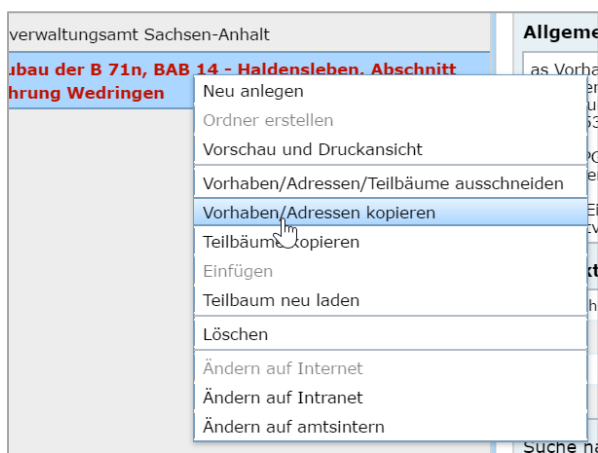 verwaltungsamt Sachsen-Anhalt
ubau der B 71n, BAB 14 - Haldensleben, Abschnitt
hrung Wedringen
Neu anlegen
Ordner erstellen
Vorschau und Druckansicht
Vorhaben/Adressen/Teilbäume ausschneiden
Vorhaben/Adressen kopieren
Teilbäume kopieren
Einfügen
Teilbaum neu laden
Löschen
Ändern auf Internet
Ändern auf Intranet
Ändern auf amtsintern
Allgeme
as Vorha
Suche na